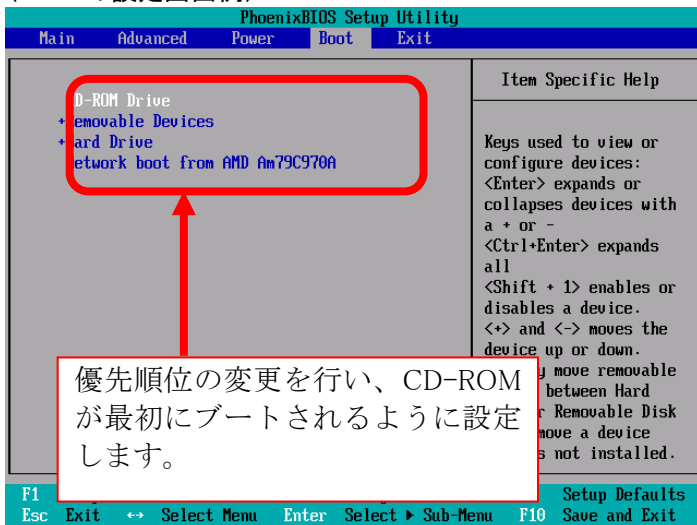 PhoenixBIOS Setup Utility
Main Advanced Power Boot Exit
D-ROM Drive
+emovable Devices
+ard Drive
etwork boot from AMD Am79C970A
Item Specific Help
Keys used to view or
configure devices:
<Enter> expands or
collapses devices with
a + or -
<Ctrl+Enter> expands
all
<Shift + 1> enables or
disables a device.
<+> and <-> moves the
device up or down.
move removable
between Hard
Removable Disk
move a device
not installed.
優先順位の変更を行い、CD-ROM
が最初にブートされるように設定
します。
F1 Setup Defaults
Esc Exit ↔ Select Menu Enter Select ▶ Sub-Menu F10 Save and Exit